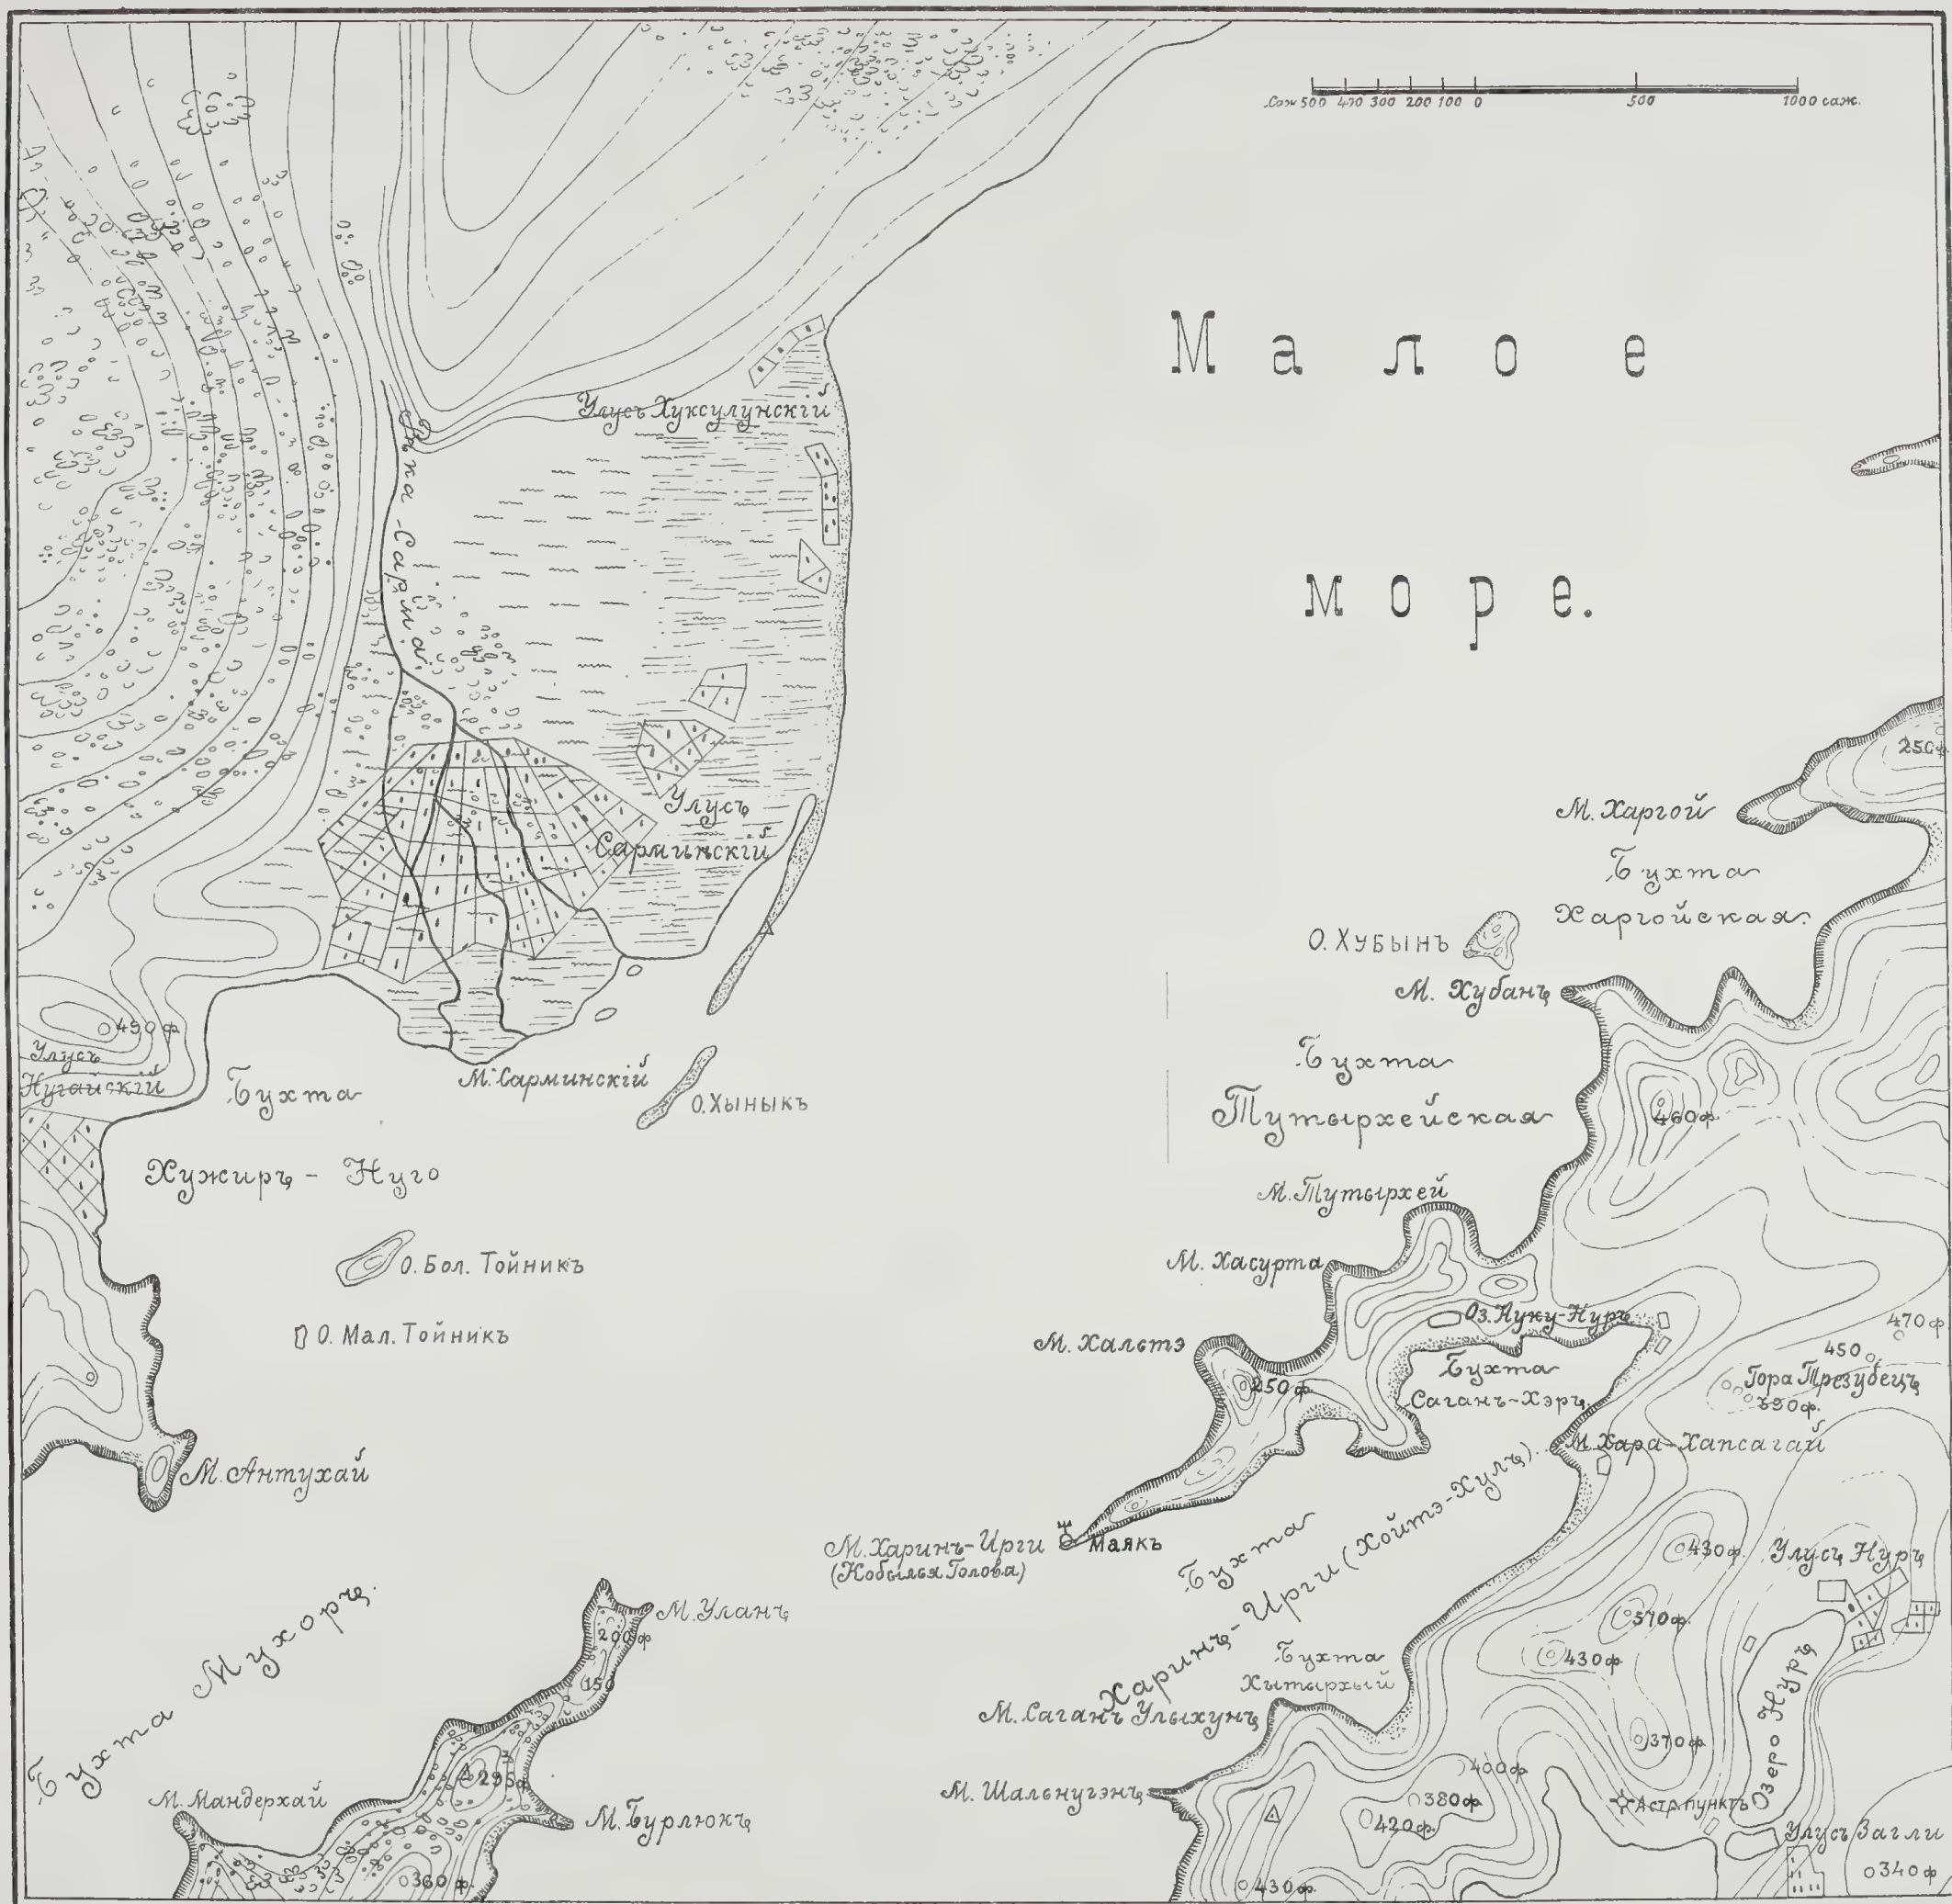 Саж 500 400 300 200 100 0 500 1000 саж.
Малое
море.
Улусъ Хуксулунскій
Рѣка Сарма.
Улусъ
Сарминскій
250ф
М. Харгой
Бухта
Харгойская.
О. Хубынъ
М. Хубанъ
490ф.
Улусъ
Нугайскій
Бухта
Хужиръ-Нуго
М. Сарминскій
О. Хыныкъ
Бухта
Тутырхейская
460ф.
М. Тутырхей
О. Бол. Тойникъ
О. Мал. Тойникъ
М. Хасурта
Оз. Нуку-Нуръ
470ф
М. Халстэ
250ф.
Бухта
Саганъ-Хэръ
450
Гора Трезубецъ
М. Хара-Хапсагай
М. Антухай
М. Харинъ-Ирги
(Кобылья Голова)
Маякъ
Бухта
Харинъ-Ирги (Хойтэ-Хулъ).
430ф.
Улусъ Нуръ
570ф.
430ф.
370ф.
Озеро Нуръ
Бухта Мухоръ.
М. Уланъ
200ф
150
Бухта
Хытырхый
М. Саганъ Улыхунъ
М. Шальнугэнъ
400ф
380ф
420ф.
Астр. пунктъ
295ф
М. Мандерхай
М. Бурлюкъ
360 ф.
430ф.
Улусъ Загли
340ф